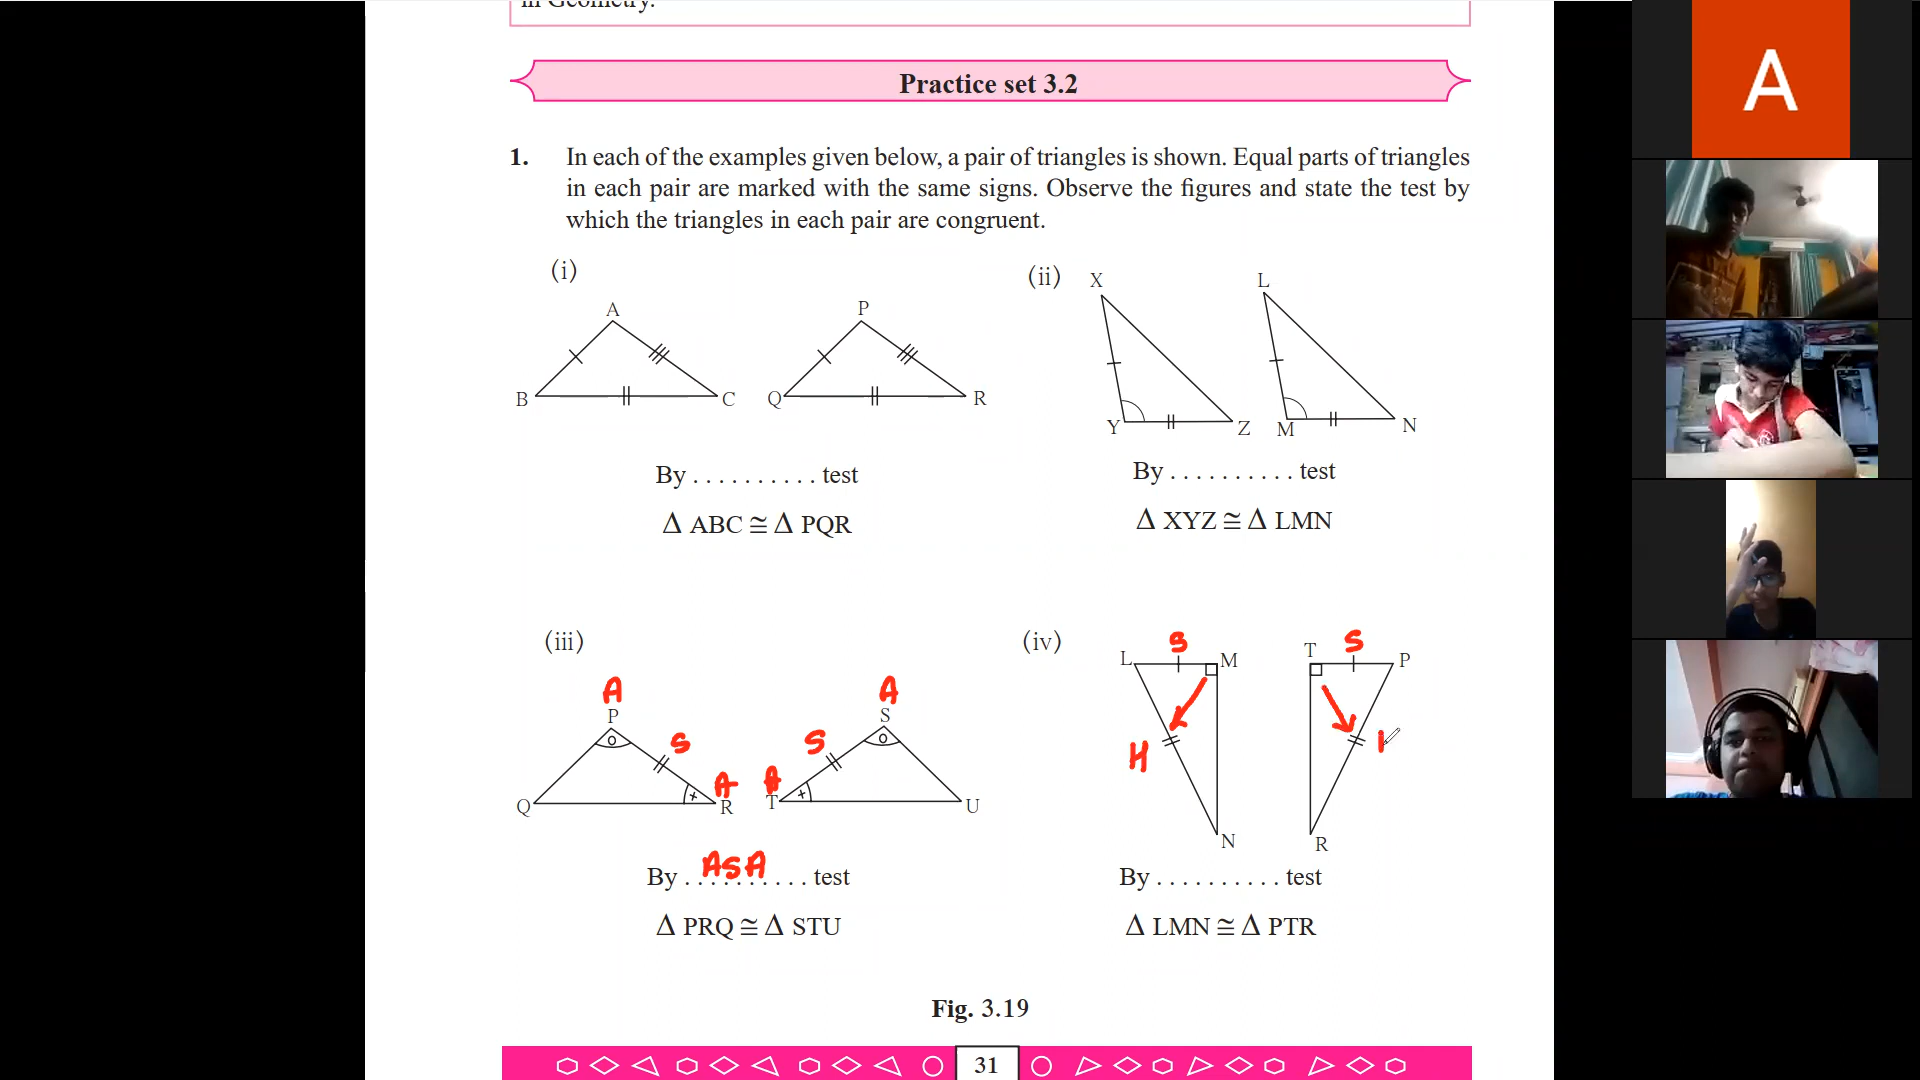 in Geometry.
Practice set 3.2
1. In each of the examples given below, a pair of triangles is shown. Equal parts of triangles
in each pair are marked with the same signs. Observe the figures and state the test by
which the triangles in each pair are congruent.
(i)
A
B
C
P
Q
R
By . . . . . . . . . . test
Δ ABC ≅ Δ PQR
(ii)
X
Y
Z
L
M
N
By . . . . . . . . . . test
Δ XYZ ≅ Δ LMN
(iii)
A
P
S
A
Q
R
A
S
S
A
T
U
By ASA . . . . . . . . . . test
Δ PRQ ≅ Δ STU
(iv)
S
L
M
H
N
S
T
P
R
By . . . . . . . . . . test
Δ LMN ≅ Δ PTR
Fig. 3.19
31
A